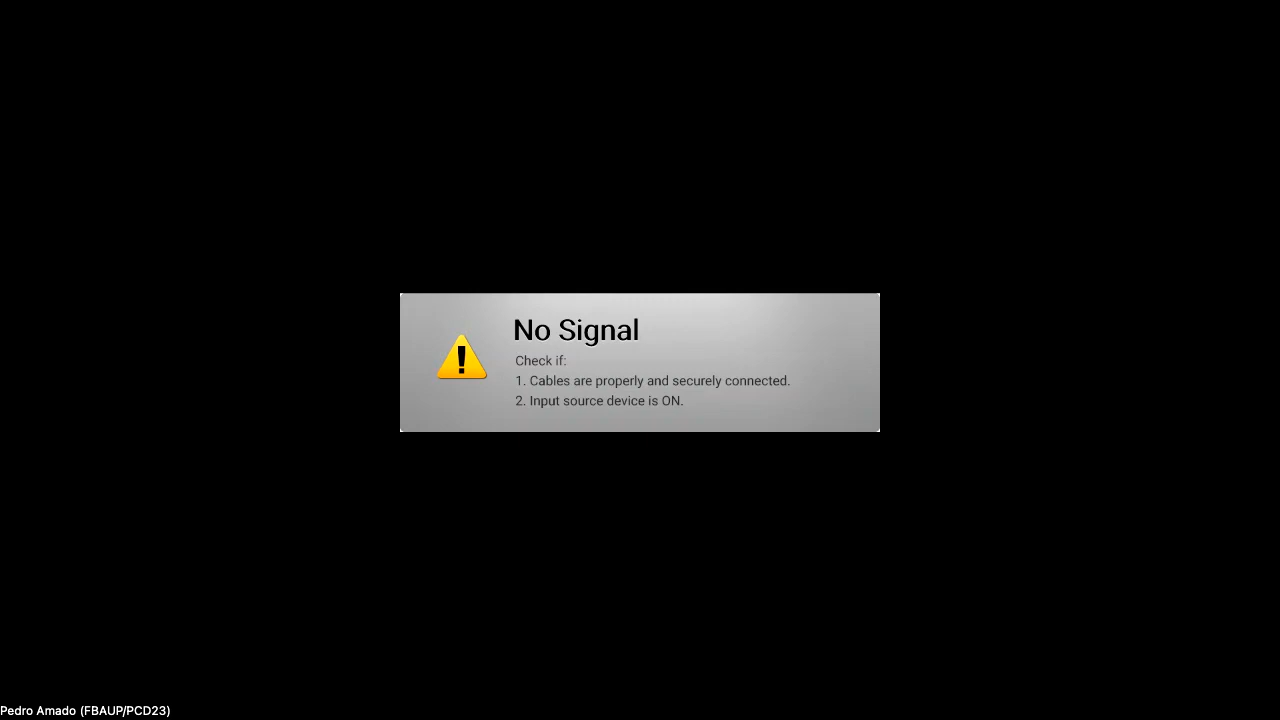 No Signal
Check if:
1. Cables are properly and securely connected.
2. Input source device is ON.
Pedro Amado (FBAUP/PCD23)